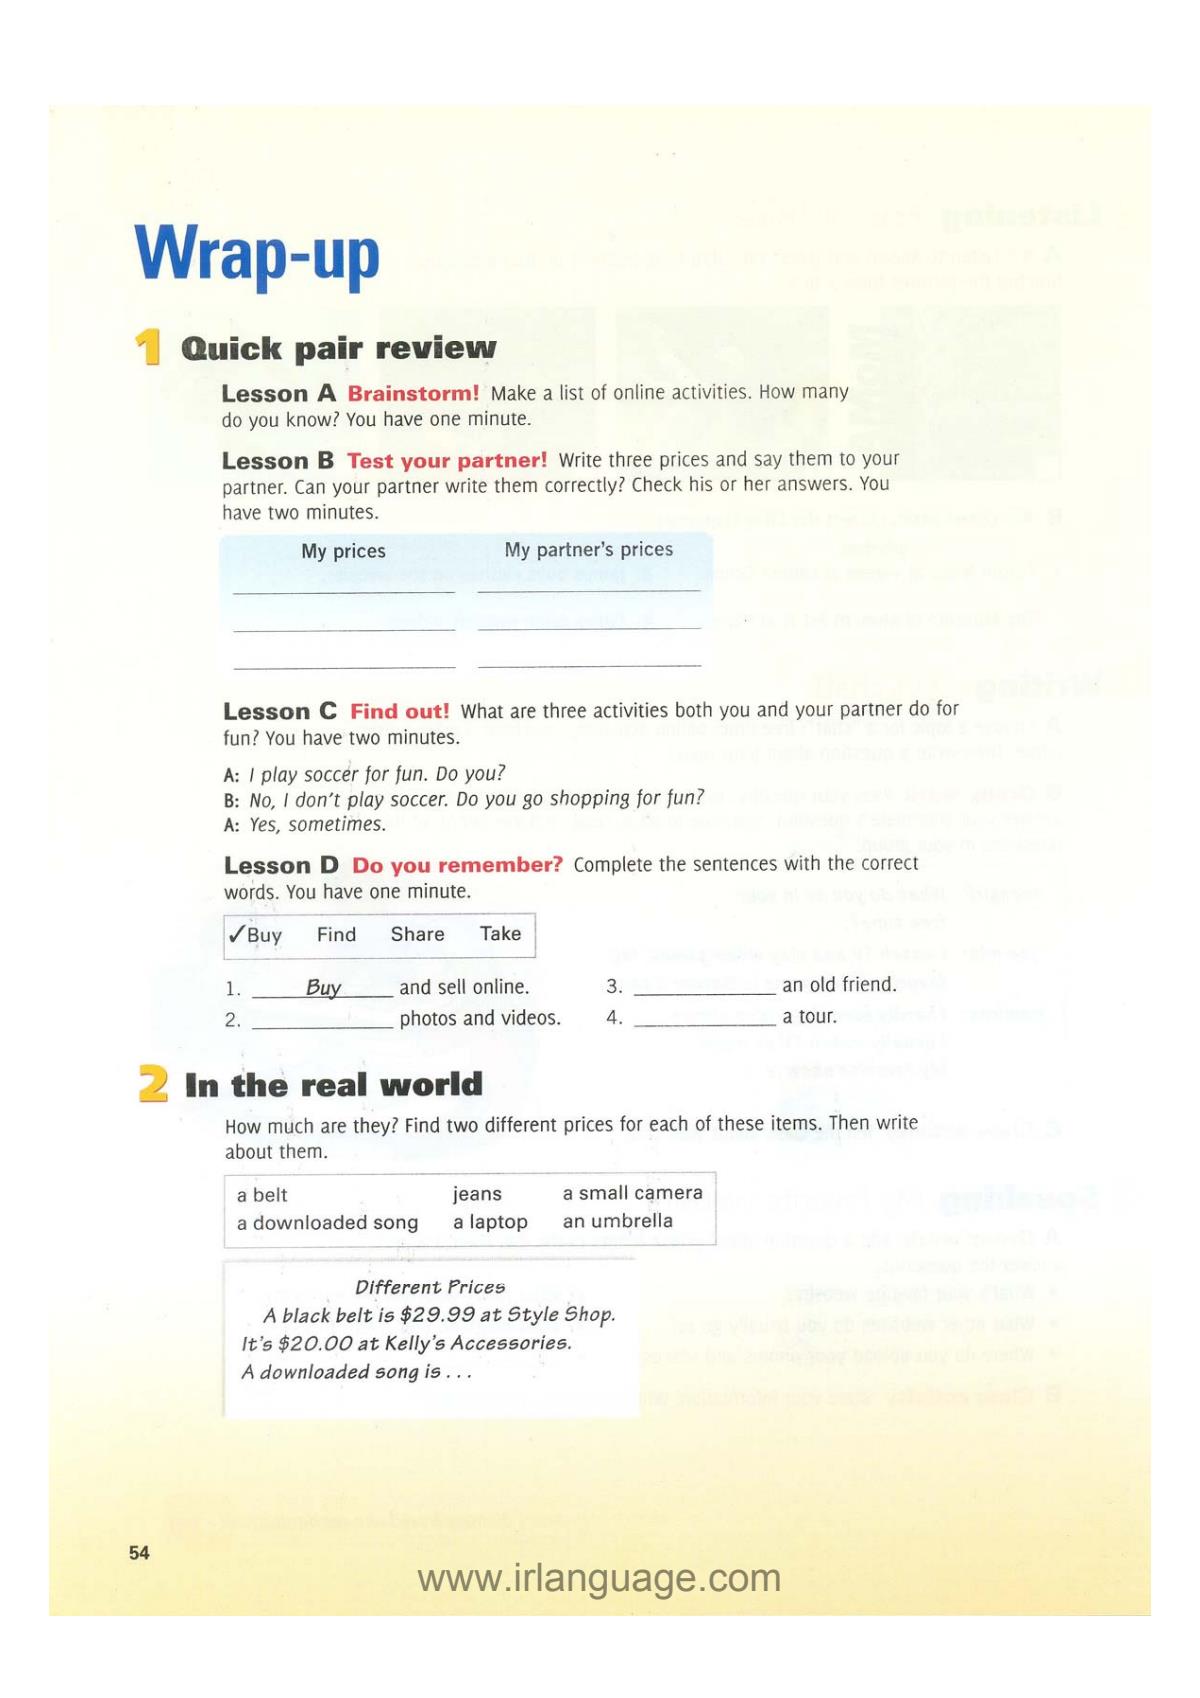 Wrap-up
1 Quick pair review
Lesson A Brainstorm! Make a list of online activities. How many
do you know? You have one minute.
Lesson B Test your partner! Write three prices and say them to your
partner. Can your partner write them correctly? Check his or her answers. You
have two minutes.
My prices My partner's prices
Lesson C Find out! What are three activities both you and your partner do for
fun? You have two minutes.
A: I play soccer for fun. Do you?
B: No, I don't play soccer. Do you go shopping for fun?
A: Yes, sometimes.
Lesson D Do you remember? Complete the sentences with the correct
words. You have one minute.
✓Buy Find Share Take
1. Buy and sell online. 3. ____ an old friend.
2. ____ photos and videos. 4. ____ a tour.
2 In the real world
How much are they? Find two different prices for each of these items. Then write
about them.
a belt jeans a small camera
a downloaded song a laptop an umbrella
Different Prices
A black belt is $29.99 at Style Shop.
It's $20.00 at Kelly's Accessories.
A downloaded song is . . .
54
www.irlanguage.com